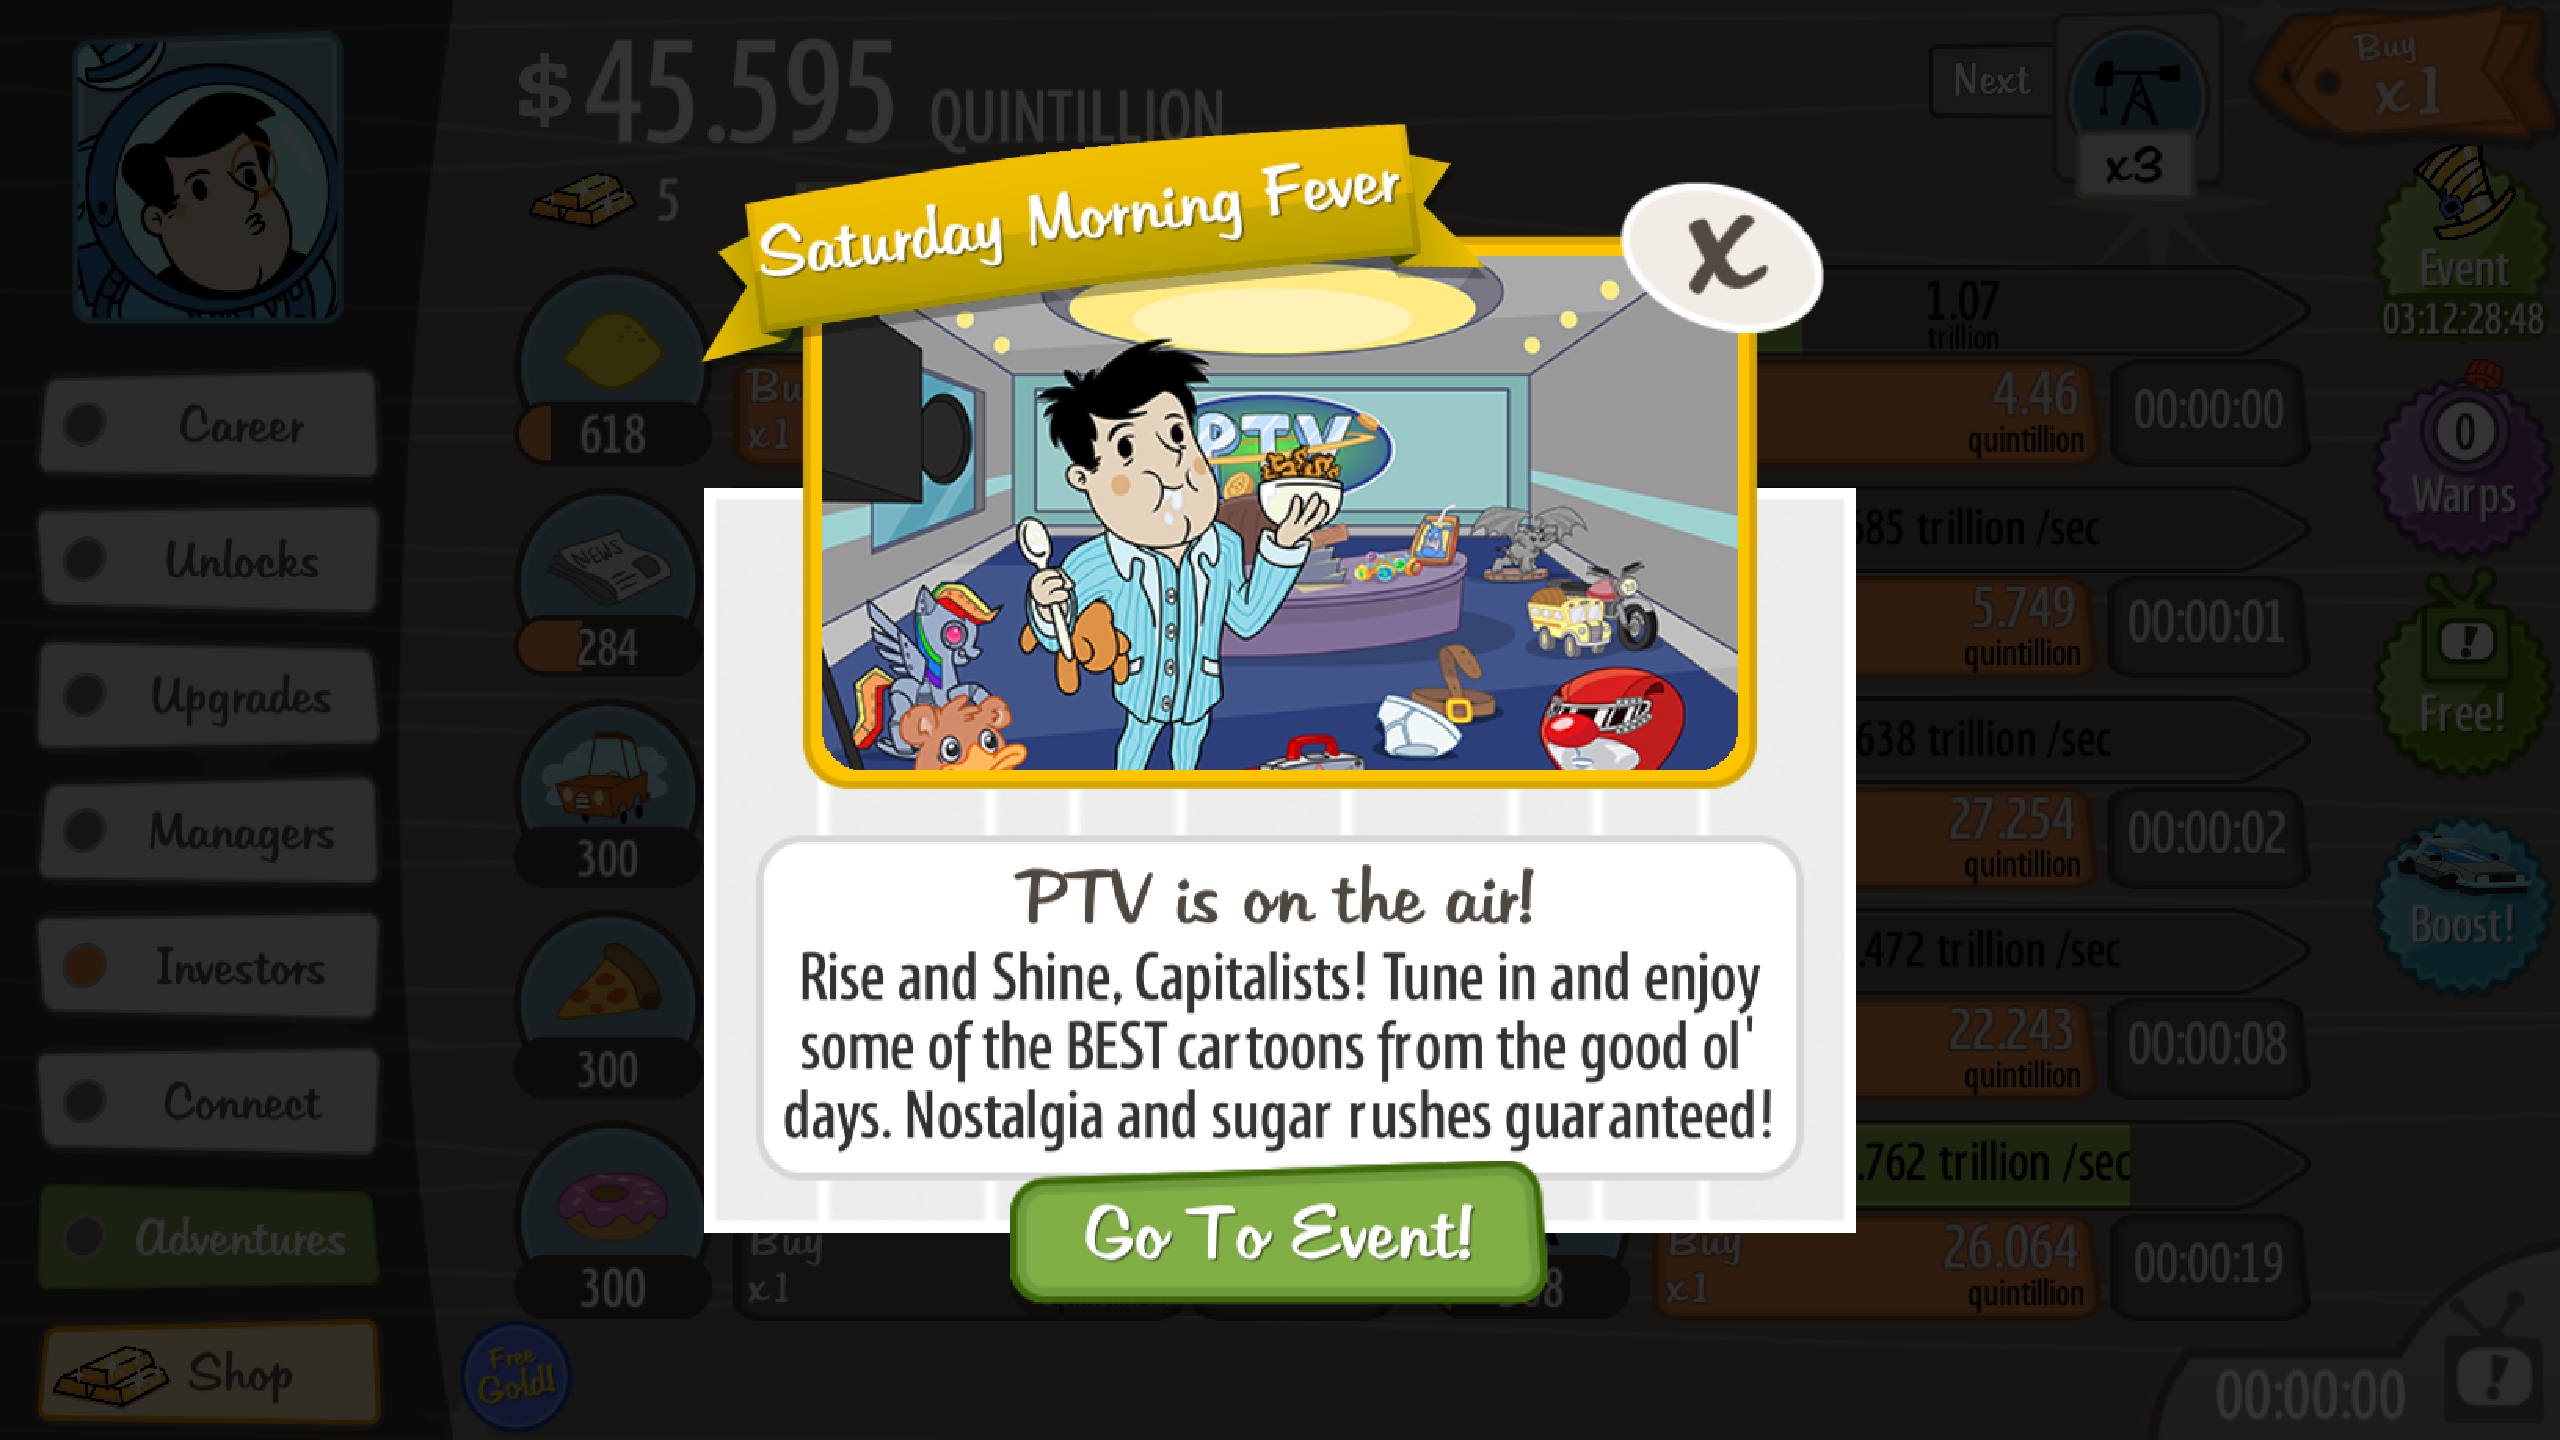 $45.595 QUINTILLION
5
Next
x3
Buy
x1
Event
03:12:28:48
0
Warps
!
Free!
Boost!
Career
Unlocks
Upgrades
Managers
Investors
Connect
Adventures
Shop
Free
Gold!
618
NEWS
284
300
300
300
Bu
x1
Buy
x1
Saturday Morning Fever
X
PTV
PTV is on the air!
Rise and Shine, Capitalists! Tune in and enjoy
some of the BEST cartoons from the good ol'
days. Nostalgia and sugar rushes guaranteed!
Go To Event!
1.07
trillion
4.46
quintillion
00:00:00
585 trillion /sec
5.749
quintillion
00:00:01
638 trillion /sec
27.254
quintillion
00:00:02
.472 trillion /sec
22.243
quintillion
00:00:08
.762 trillion /sec
8
Buy
x1
26.064
quintillion
00:00:19
00:00:00
!